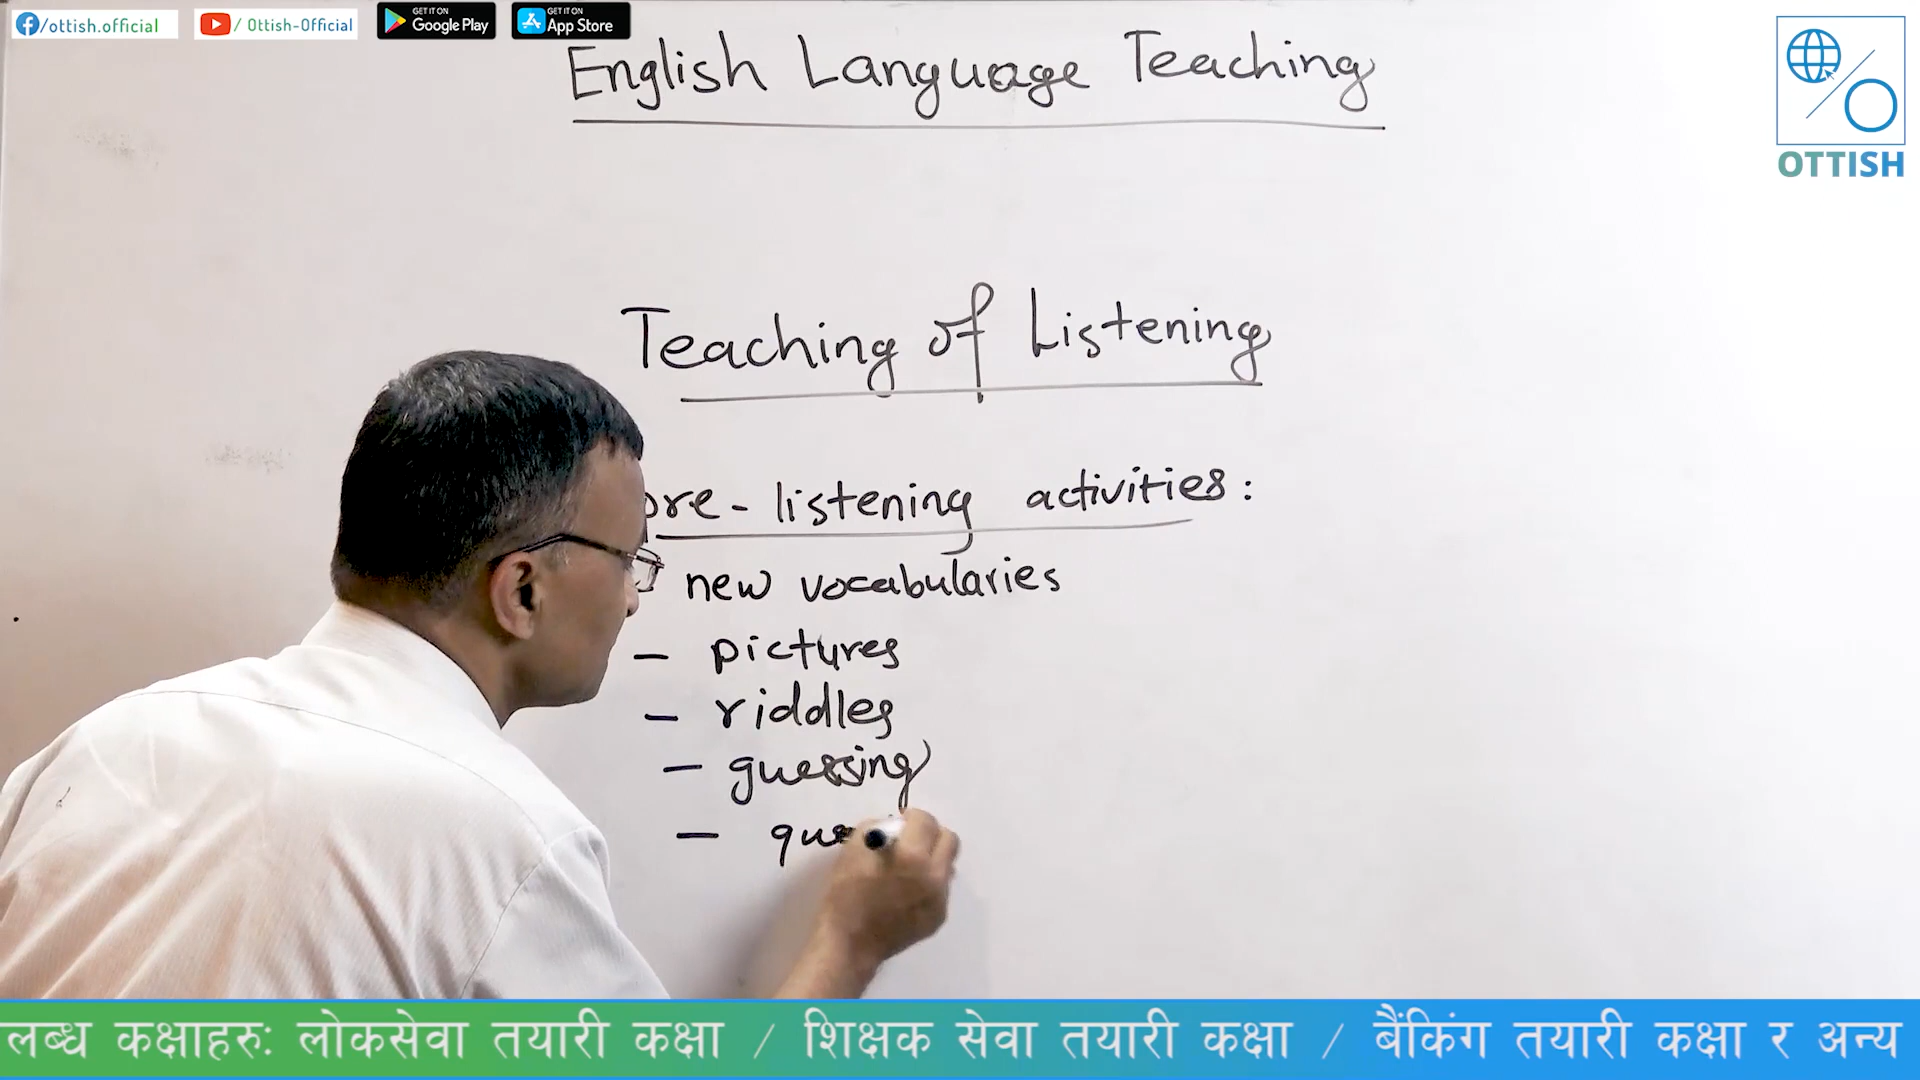 /ottish.official
/ Ottish-Official
GET IT ON
Google Play
GET IT ON
App Store
OTTISH
English Language Teaching
Teaching of Listening
pre - listening activities :
- new vocabularies
- pictures
- riddles
- guessing
-
लब्ध कक्षाहरुः लोकसेवा तयारी कक्षा / शिक्षक सेवा तयारी कक्षा / बैंकिंग तयारी कक्षा र अन्य